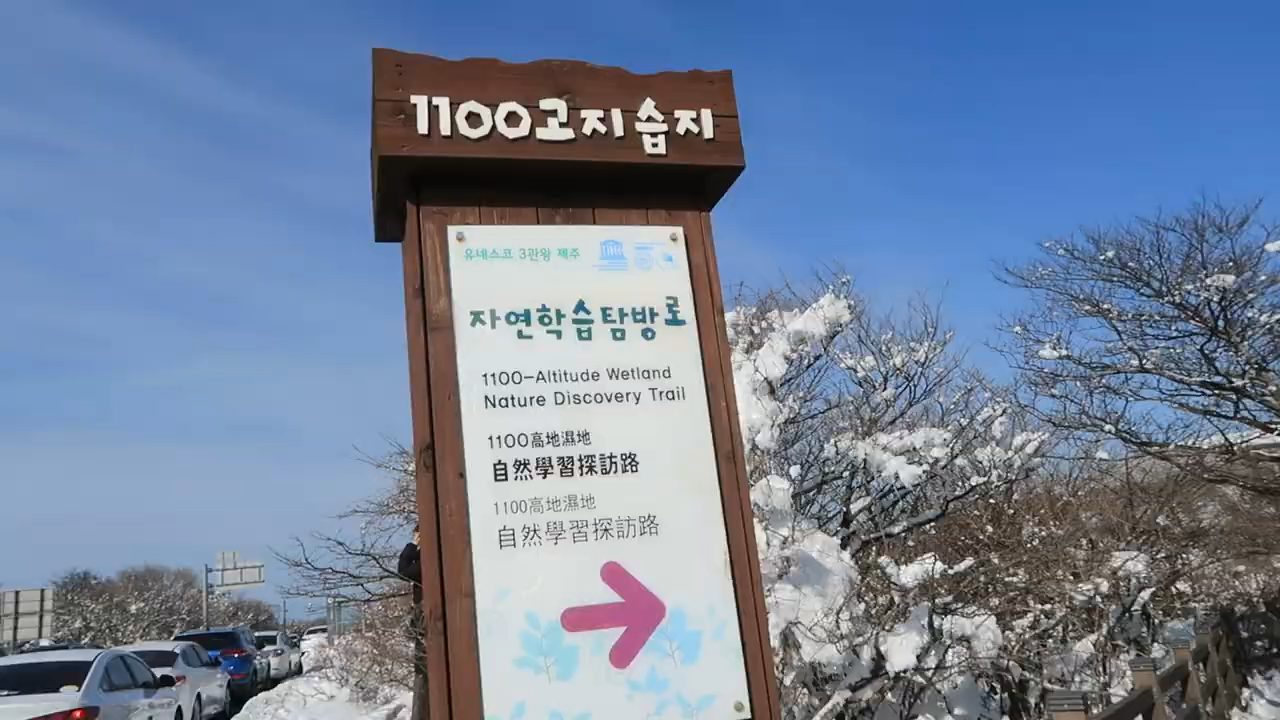 1100고지습지
유네스코 3관왕 제주
자연학습탐방로
1100-Altitude Wetland
Nature Discovery Trail
1100高地濕地
自然學習探訪路
1100高地濕地
自然學習探訪路